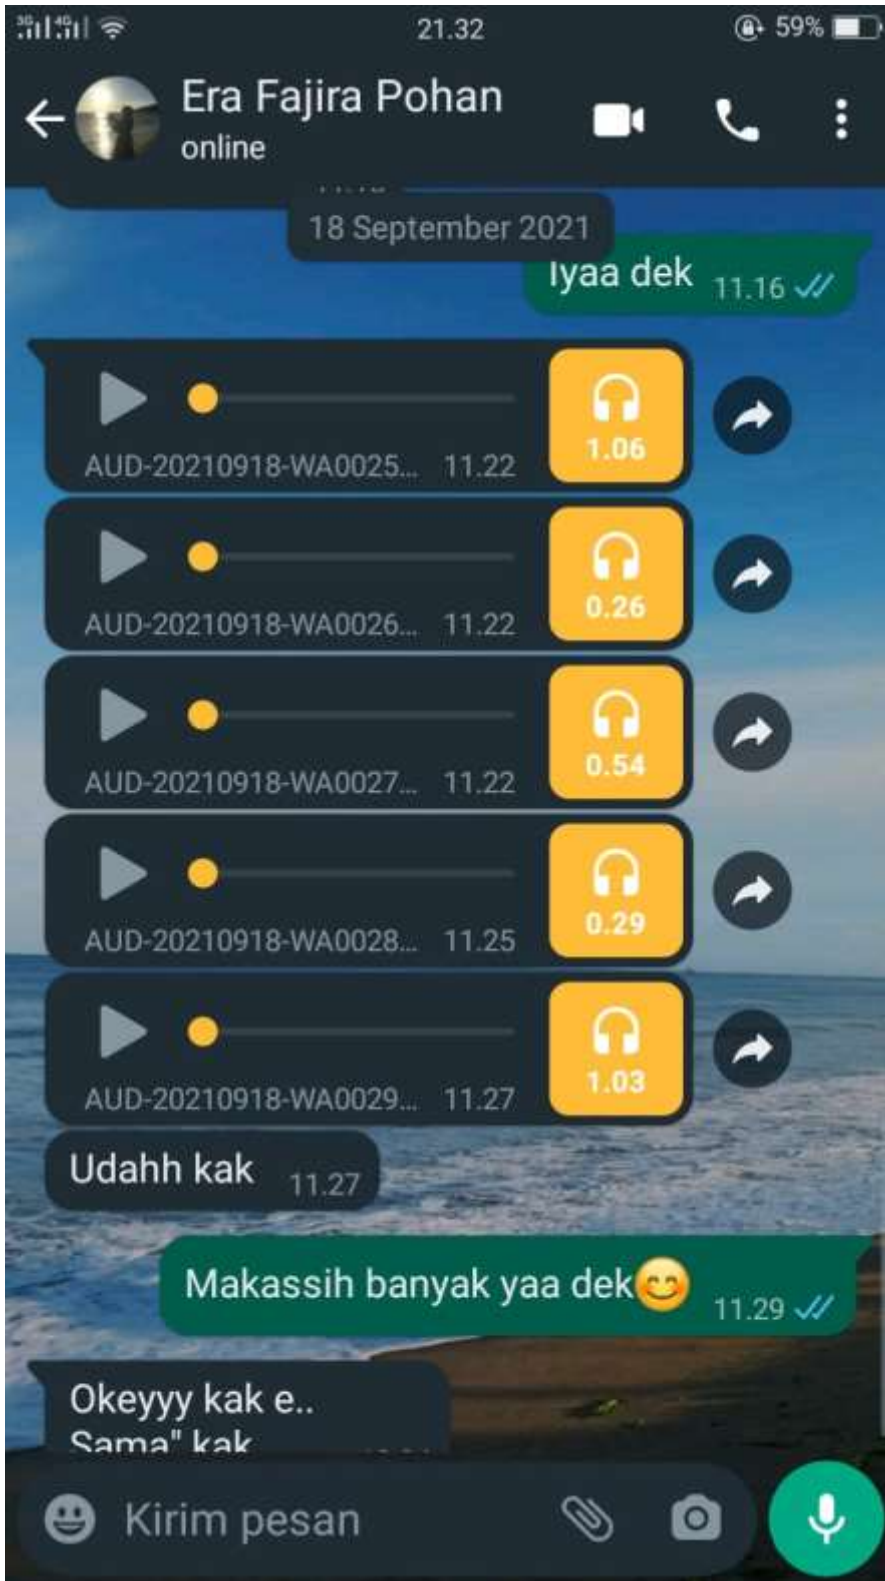 3G 4G 21.32 59%
Era Fajira Pohan
online
18 September 2021
Iyaa dek 11.16
1.06
AUD-20210918-WA0025... 11.22
0.26
AUD-20210918-WA0026... 11.22
0.54
AUD-20210918-WA0027... 11.22
0.29
AUD-20210918-WA0028... 11.25
1.03
AUD-20210918-WA0029... 11.27
Udahh kak 11.27
Makassih banyak yaa dek😊 11.29
Okeyyy kak e..
Sama" kak
Kirim pesan